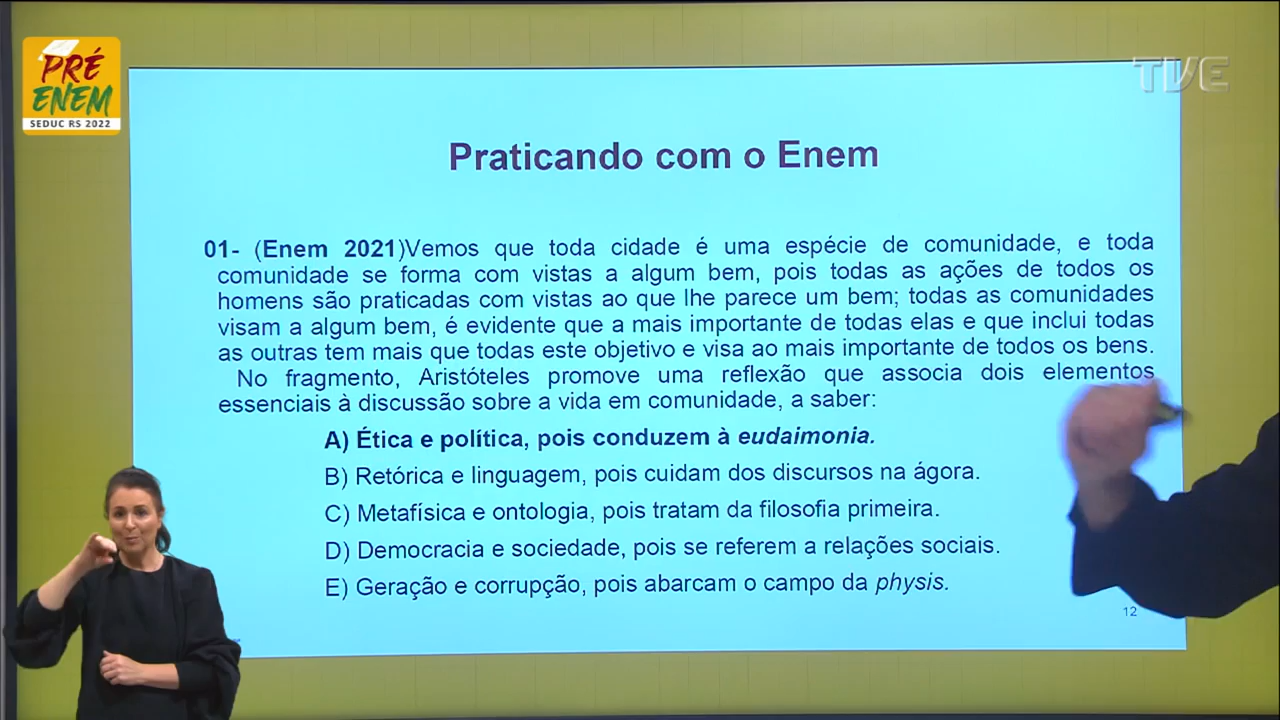 PRÉ
ENEM
SEDUC RS 2022
TVE
Praticando com o Enem
01- (Enem 2021)Vemos que toda cidade é uma espécie de comunidade, e toda
comunidade se forma com vistas a algum bem, pois todas as ações de todos os
homens são praticadas com vistas ao que lhe parece um bem; todas as comunidades
visam a algum bem, é evidente que a mais importante de todas elas e que inclui todas
as outras tem mais que todas este objetivo e visa ao mais importante de todos os bens.
No fragmento, Aristóteles promove uma reflexão que associa dois elementos
essenciais à discussão sobre a vida em comunidade, a saber:
A) Ética e política, pois conduzem à eudaimonia.
B) Retórica e linguagem, pois cuidam dos discursos na ágora.
C) Metafísica e ontologia, pois tratam da filosofia primeira.
D) Democracia e sociedade, pois se referem a relações sociais.
E) Geração e corrupção, pois abarcam o campo da physis.
12